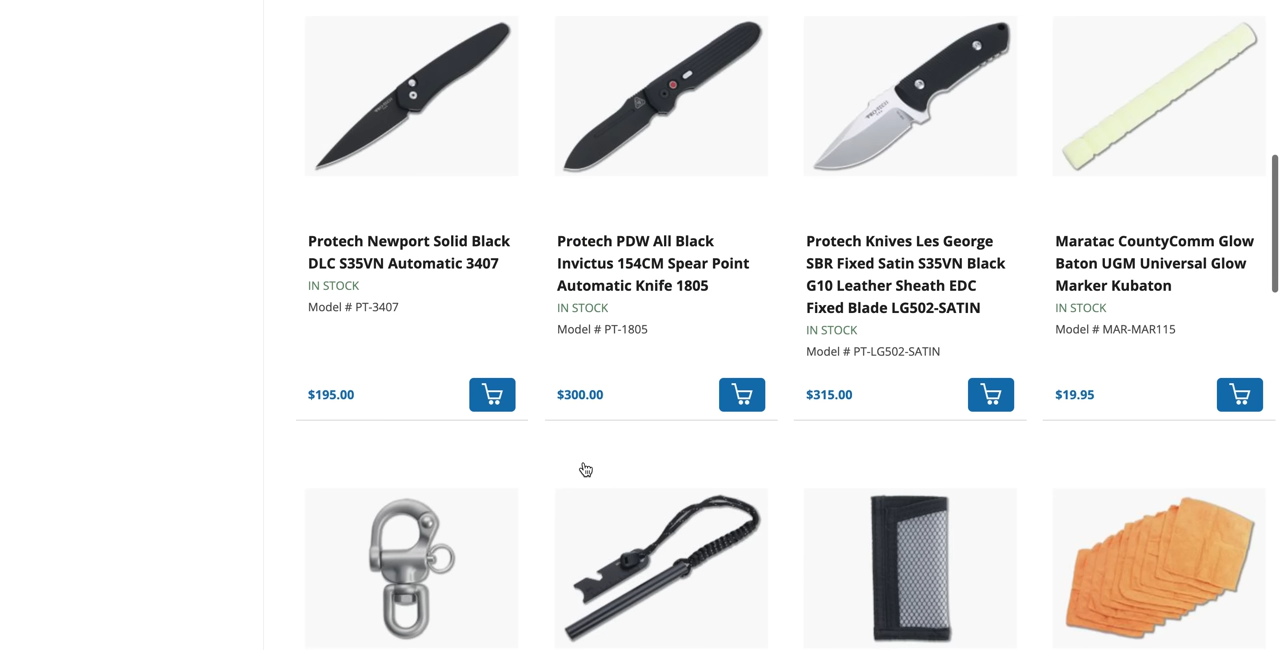 Protech Newport Solid Black
DLC S35VN Automatic 3407
IN STOCK
Model # PT-3407
$195.00
Protech PDW All Black
Invictus 154CM Spear Point
Automatic Knife 1805
IN STOCK
Model # PT-1805
$300.00
Protech Knives Les George
SBR Fixed Satin S35VN Black
G10 Leather Sheath EDC
Fixed Blade LG502-SATIN
IN STOCK
Model # PT-LG502-SATIN
$315.00
Maratac CountyComm Glow
Baton UGM Universal Glow
Marker Kubaton
IN STOCK
Model # MAR-MAR115
$19.95